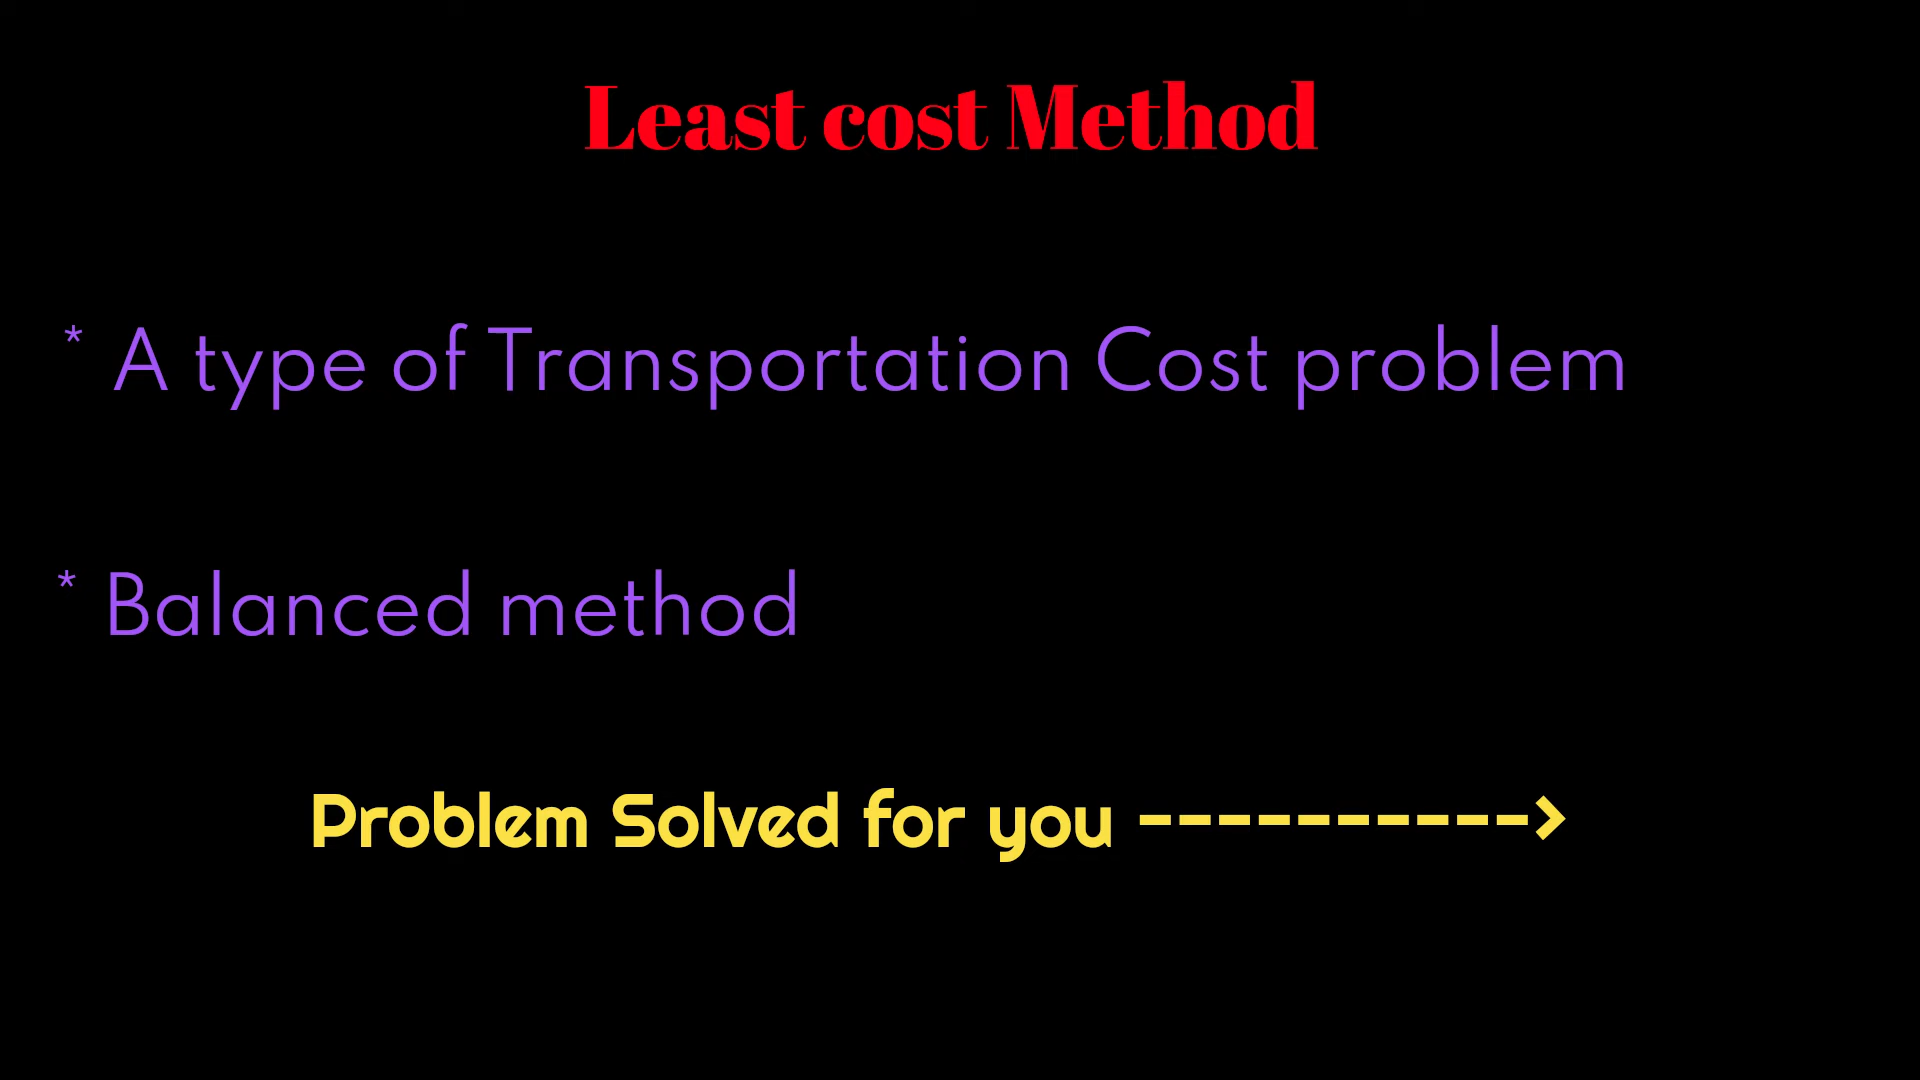 Least cost Method
* A type of Transportation Cost problem
* Balanced method
Problem Solved for you ---------->